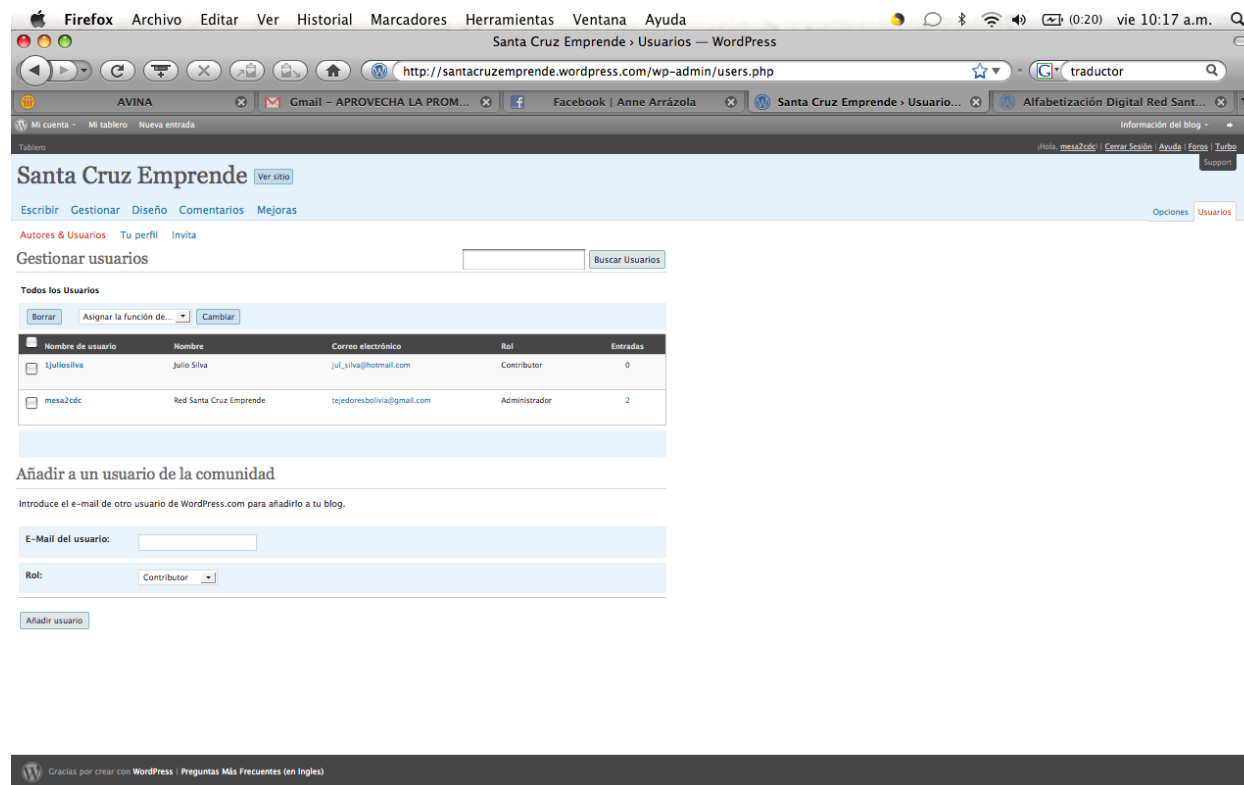 Firefox Archivo Editar Ver Historial Marcadores Herramientas Ventana Ayuda (0:20) vie 10:17 a.m.
Santa Cruz Emprende › Usuarios — WordPress
http://santacruzemprende.wordpress.com/wp-admin/users.php G traductor
AVINA Gmail – APROVECHA LA PROM... Facebook | Anne Arrázola Santa Cruz Emprende › Usuario... Alfabetización Digital Red Sant...
Mi cuenta Mi tablero Nueva entrada Información del blog
Tablero ¡Hola, mesa2cdc! | Cerrar Sesión | Ayuda | Foros | Turbo
Support
Santa Cruz Emprende Ver sitio
Escribir Gestionar Diseño Comentarios Mejoras Opciones Usuarios
Autores & Usuarios Tu perfil Invita
Gestionar usuarios Buscar Usuarios
Todos los Usuarios
Borrar Asignar la función de... Cambiar
Nombre de usuario Nombre Correo electrónico Rol Entradas
1juliosilva Julio Silva jul_silva@hotmail.com Contributor 0
mesa2cdc Red Santa Cruz Emprende tejedoresbolivia@gmail.com Administrador 2
Añadir a un usuario de la comunidad
Introduce el e-mail de otro usuario de WordPress.com para añadirlo a tu blog.
E-Mail del usuario:
Rol: Contributor
Añadir usuario
Gracias por crear con WordPress | Preguntas Más Frecuentes (en Ingles)